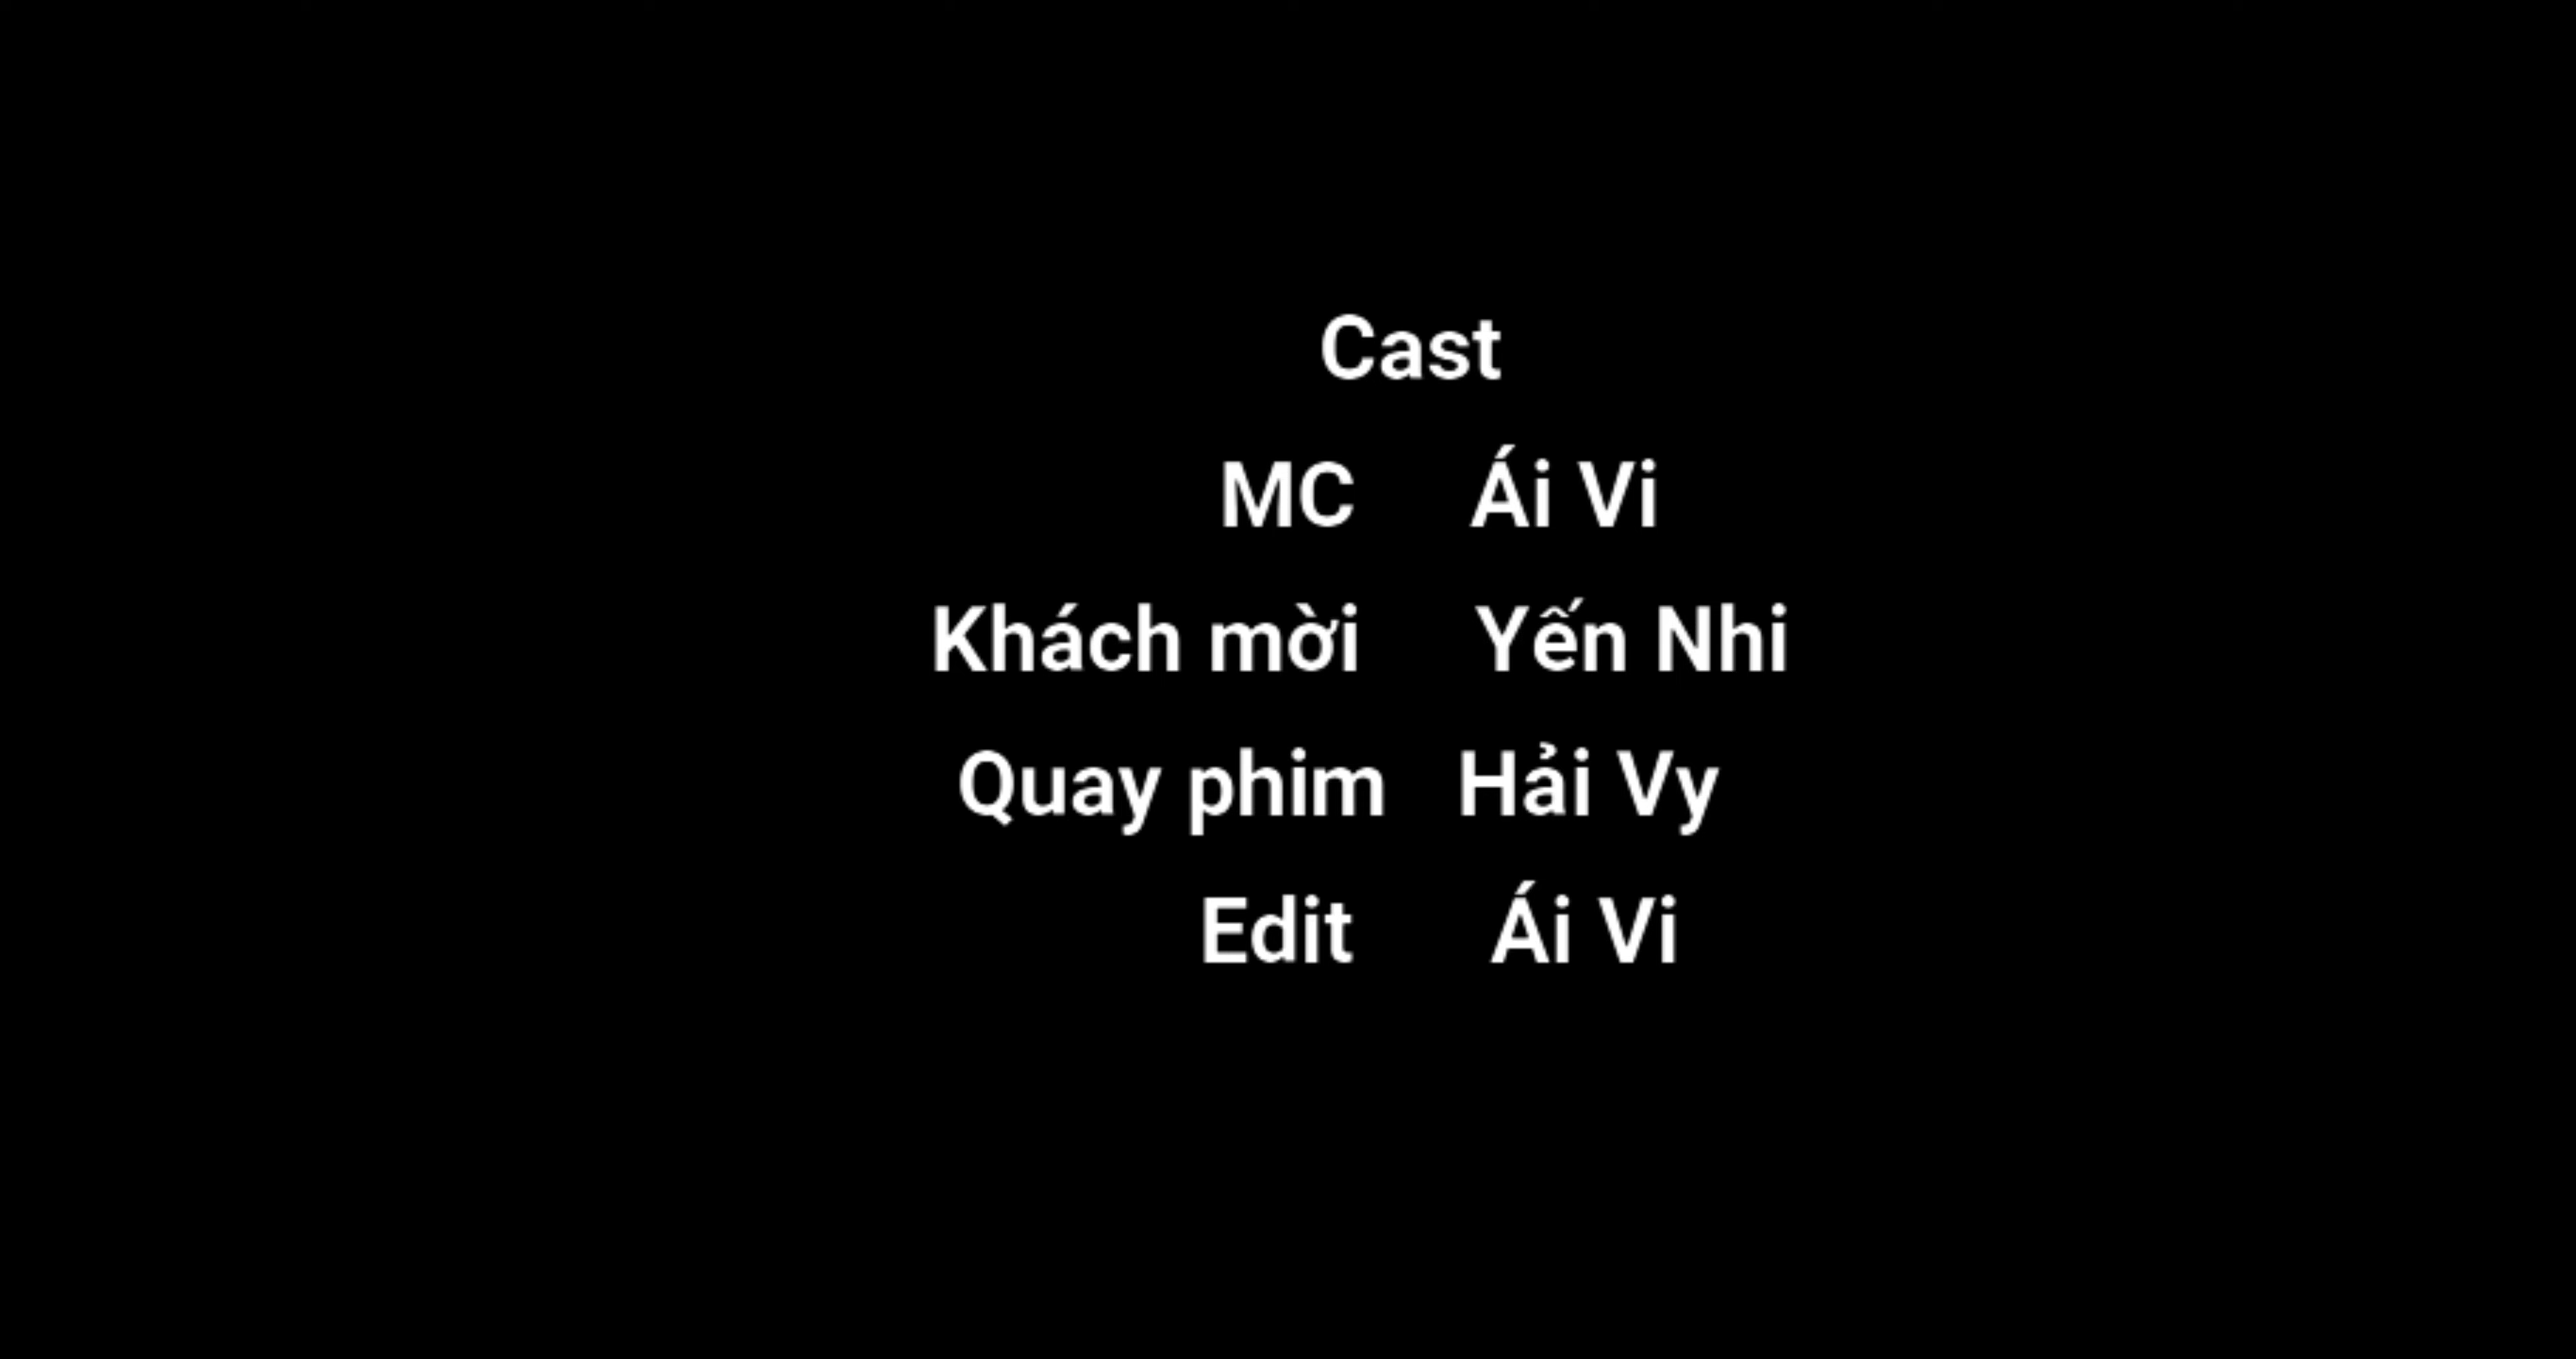 Cast
MC Ái Vi
Khách mời Yến Nhi
Quay phim Hải Vy
Edit Ái Vi